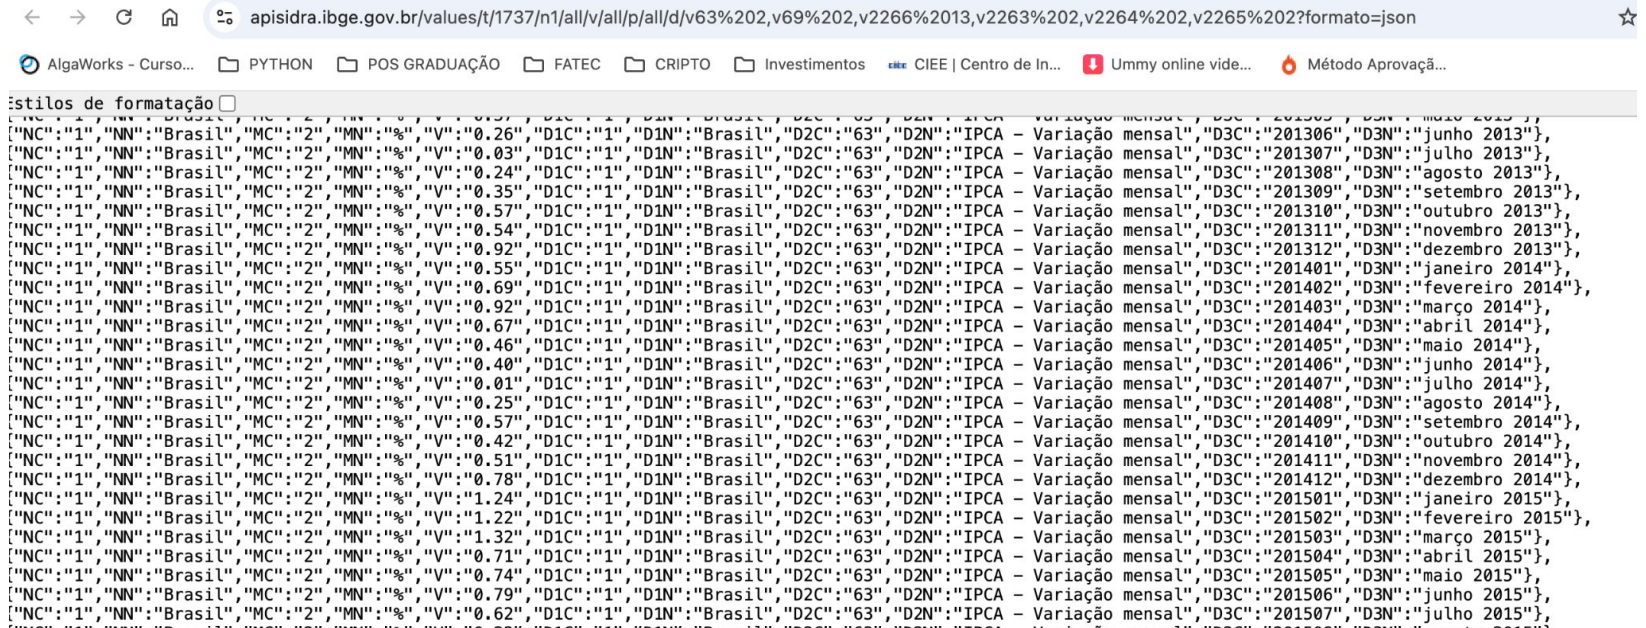 apisidra.ibge.gov.br/values/t/1737/n1/all/v/all/p/all/d/v63%202,v69%202,v2266%2013,v2263%202,v2264%202,v2265%202?formato=json
AlgaWorks - Curso... PYTHON POS GRADUAÇÃO FATEC CRIPTO Investimentos CIEE | Centro de In... Ummy online vide... Método Aprovaçã...
Estilos de formatação
{"NC":"1","NN":"Brasil","MC":"2","MN":"%","V":"0.26","D1C":"1","D1N":"Brasil","D2C":"63","D2N":"IPCA - Variação mensal","D3C":"201306","D3N":"junho 2013"},
{"NC":"1","NN":"Brasil","MC":"2","MN":"%","V":"0.03","D1C":"1","D1N":"Brasil","D2C":"63","D2N":"IPCA - Variação mensal","D3C":"201307","D3N":"julho 2013"},
{"NC":"1","NN":"Brasil","MC":"2","MN":"%","V":"0.24","D1C":"1","D1N":"Brasil","D2C":"63","D2N":"IPCA - Variação mensal","D3C":"201308","D3N":"agosto 2013"},
{"NC":"1","NN":"Brasil","MC":"2","MN":"%","V":"0.35","D1C":"1","D1N":"Brasil","D2C":"63","D2N":"IPCA - Variação mensal","D3C":"201309","D3N":"setembro 2013"},
{"NC":"1","NN":"Brasil","MC":"2","MN":"%","V":"0.57","D1C":"1","D1N":"Brasil","D2C":"63","D2N":"IPCA - Variação mensal","D3C":"201310","D3N":"outubro 2013"},
{"NC":"1","NN":"Brasil","MC":"2","MN":"%","V":"0.54","D1C":"1","D1N":"Brasil","D2C":"63","D2N":"IPCA - Variação mensal","D3C":"201311","D3N":"novembro 2013"},
{"NC":"1","NN":"Brasil","MC":"2","MN":"%","V":"0.92","D1C":"1","D1N":"Brasil","D2C":"63","D2N":"IPCA - Variação mensal","D3C":"201312","D3N":"dezembro 2013"},
{"NC":"1","NN":"Brasil","MC":"2","MN":"%","V":"0.55","D1C":"1","D1N":"Brasil","D2C":"63","D2N":"IPCA - Variação mensal","D3C":"201401","D3N":"janeiro 2014"},
{"NC":"1","NN":"Brasil","MC":"2","MN":"%","V":"0.69","D1C":"1","D1N":"Brasil","D2C":"63","D2N":"IPCA - Variação mensal","D3C":"201402","D3N":"fevereiro 2014"},
{"NC":"1","NN":"Brasil","MC":"2","MN":"%","V":"0.92","D1C":"1","D1N":"Brasil","D2C":"63","D2N":"IPCA - Variação mensal","D3C":"201403","D3N":"março 2014"},
{"NC":"1","NN":"Brasil","MC":"2","MN":"%","V":"0.67","D1C":"1","D1N":"Brasil","D2C":"63","D2N":"IPCA - Variação mensal","D3C":"201404","D3N":"abril 2014"},
{"NC":"1","NN":"Brasil","MC":"2","MN":"%","V":"0.46","D1C":"1","D1N":"Brasil","D2C":"63","D2N":"IPCA - Variação mensal","D3C":"201405","D3N":"maio 2014"},
{"NC":"1","NN":"Brasil","MC":"2","MN":"%","V":"0.40","D1C":"1","D1N":"Brasil","D2C":"63","D2N":"IPCA - Variação mensal","D3C":"201406","D3N":"junho 2014"},
{"NC":"1","NN":"Brasil","MC":"2","MN":"%","V":"0.01","D1C":"1","D1N":"Brasil","D2C":"63","D2N":"IPCA - Variação mensal","D3C":"201407","D3N":"julho 2014"},
{"NC":"1","NN":"Brasil","MC":"2","MN":"%","V":"0.25","D1C":"1","D1N":"Brasil","D2C":"63","D2N":"IPCA - Variação mensal","D3C":"201408","D3N":"agosto 2014"},
{"NC":"1","NN":"Brasil","MC":"2","MN":"%","V":"0.57","D1C":"1","D1N":"Brasil","D2C":"63","D2N":"IPCA - Variação mensal","D3C":"201409","D3N":"setembro 2014"},
{"NC":"1","NN":"Brasil","MC":"2","MN":"%","V":"0.42","D1C":"1","D1N":"Brasil","D2C":"63","D2N":"IPCA - Variação mensal","D3C":"201410","D3N":"outubro 2014"},
{"NC":"1","NN":"Brasil","MC":"2","MN":"%","V":"0.51","D1C":"1","D1N":"Brasil","D2C":"63","D2N":"IPCA - Variação mensal","D3C":"201411","D3N":"novembro 2014"},
{"NC":"1","NN":"Brasil","MC":"2","MN":"%","V":"0.78","D1C":"1","D1N":"Brasil","D2C":"63","D2N":"IPCA - Variação mensal","D3C":"201412","D3N":"dezembro 2014"},
{"NC":"1","NN":"Brasil","MC":"2","MN":"%","V":"1.24","D1C":"1","D1N":"Brasil","D2C":"63","D2N":"IPCA - Variação mensal","D3C":"201501","D3N":"janeiro 2015"},
{"NC":"1","NN":"Brasil","MC":"2","MN":"%","V":"1.22","D1C":"1","D1N":"Brasil","D2C":"63","D2N":"IPCA - Variação mensal","D3C":"201502","D3N":"fevereiro 2015"},
{"NC":"1","NN":"Brasil","MC":"2","MN":"%","V":"1.32","D1C":"1","D1N":"Brasil","D2C":"63","D2N":"IPCA - Variação mensal","D3C":"201503","D3N":"março 2015"},
{"NC":"1","NN":"Brasil","MC":"2","MN":"%","V":"0.71","D1C":"1","D1N":"Brasil","D2C":"63","D2N":"IPCA - Variação mensal","D3C":"201504","D3N":"abril 2015"},
{"NC":"1","NN":"Brasil","MC":"2","MN":"%","V":"0.74","D1C":"1","D1N":"Brasil","D2C":"63","D2N":"IPCA - Variação mensal","D3C":"201505","D3N":"maio 2015"},
{"NC":"1","NN":"Brasil","MC":"2","MN":"%","V":"0.79","D1C":"1","D1N":"Brasil","D2C":"63","D2N":"IPCA - Variação mensal","D3C":"201506","D3N":"junho 2015"},
{"NC":"1","NN":"Brasil","MC":"2","MN":"%","V":"0.62","D1C":"1","D1N":"Brasil","D2C":"63","D2N":"IPCA - Variação mensal","D3C":"201507","D3N":"julho 2015"},